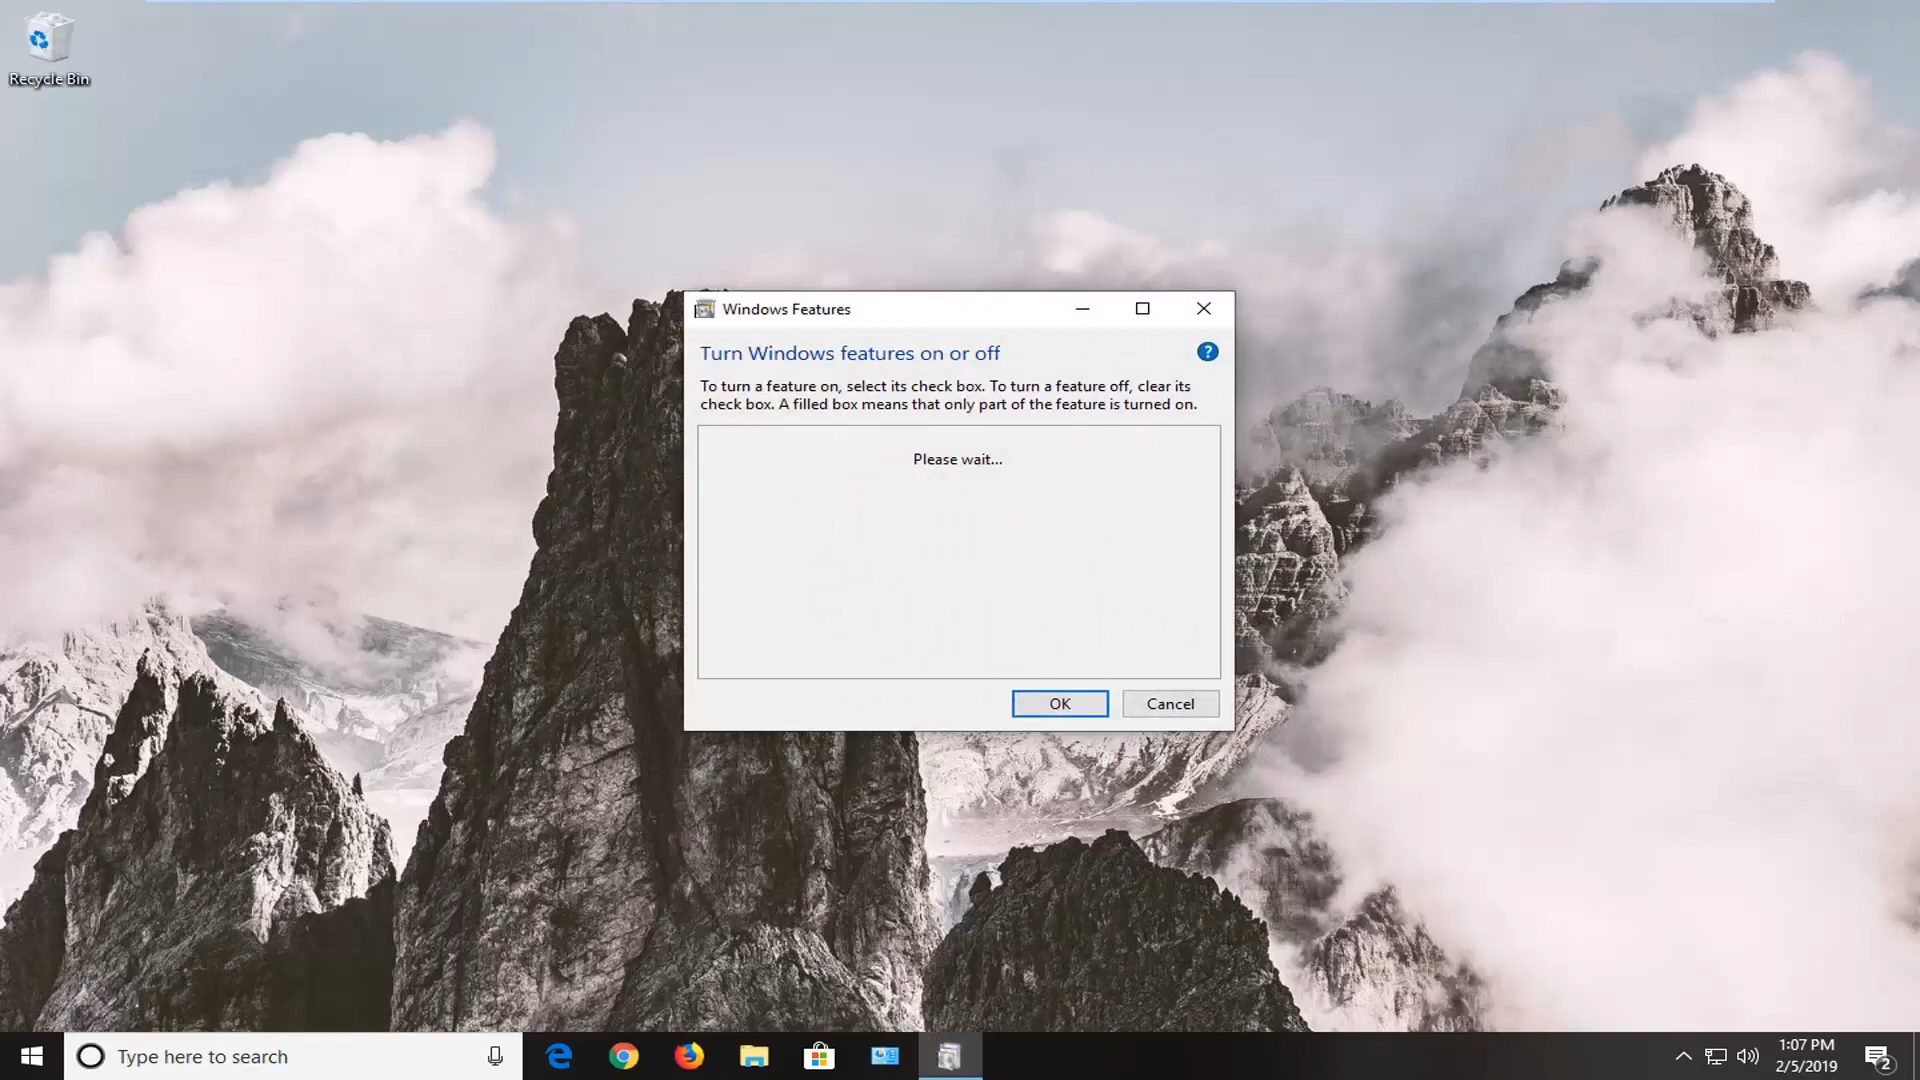 Recycle Bin
Windows Features
Turn Windows features on or off
?
To turn a feature on, select its check box. To turn a feature off, clear its
check box. A filled box means that only part of the feature is turned on.
Please wait...
OK
Cancel
Type here to search
1:07 PM
2/5/2019
2